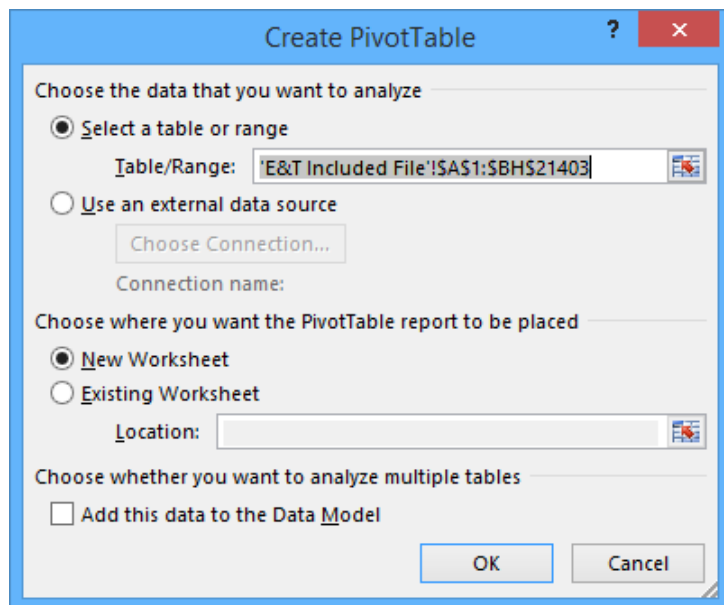 Create PivotTable
?
Choose the data that you want to analyze
Select a table or range
Table/Range: 'E&T Included File'!$A$1:$BH$21403
Use an external data source
Choose Connection...
Connection name:
Choose where you want the PivotTable report to be placed
New Worksheet
Existing Worksheet
Location:
Choose whether you want to analyze multiple tables
Add this data to the Data Model
OK Cancel